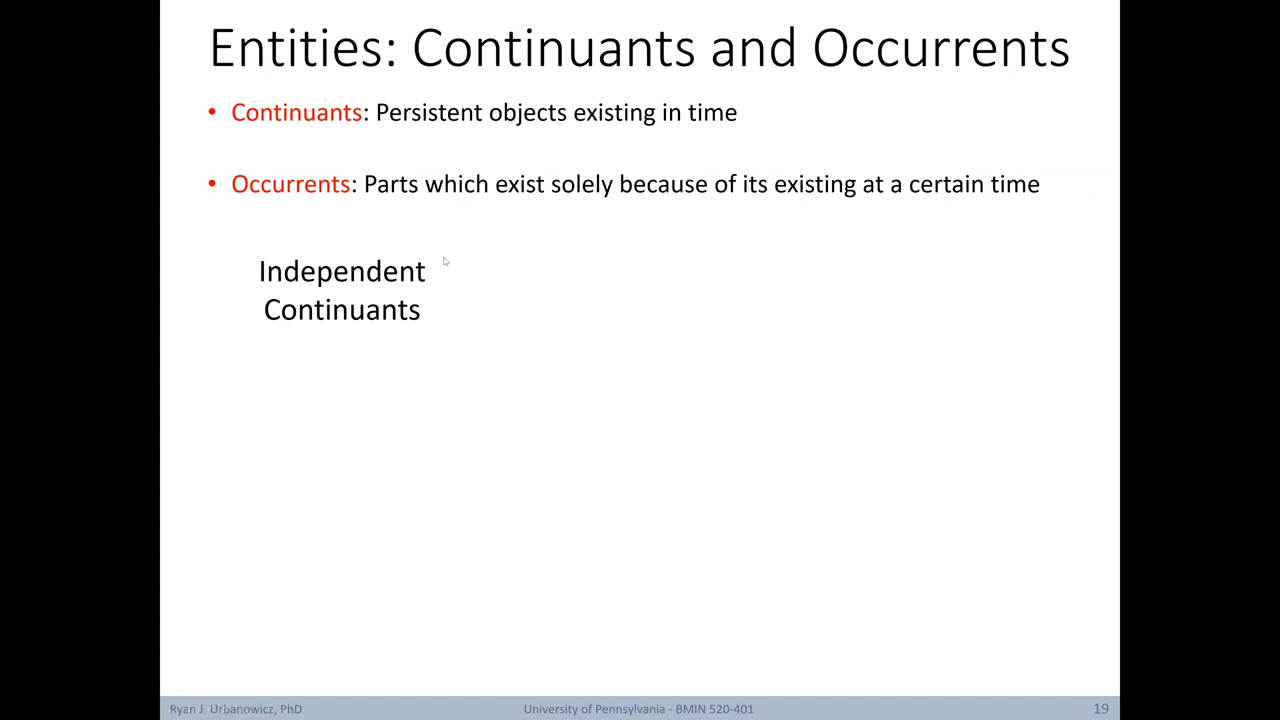 Entities: Continuants and Occurrents
• Continuants: Persistent objects existing in time
• Occurrents: Parts which exist solely because of its existing at a certain time
Independent
Continuants
Ryan J. Urbanowicz, PhD
University of Pennsylvania - BMIN 520-401
19